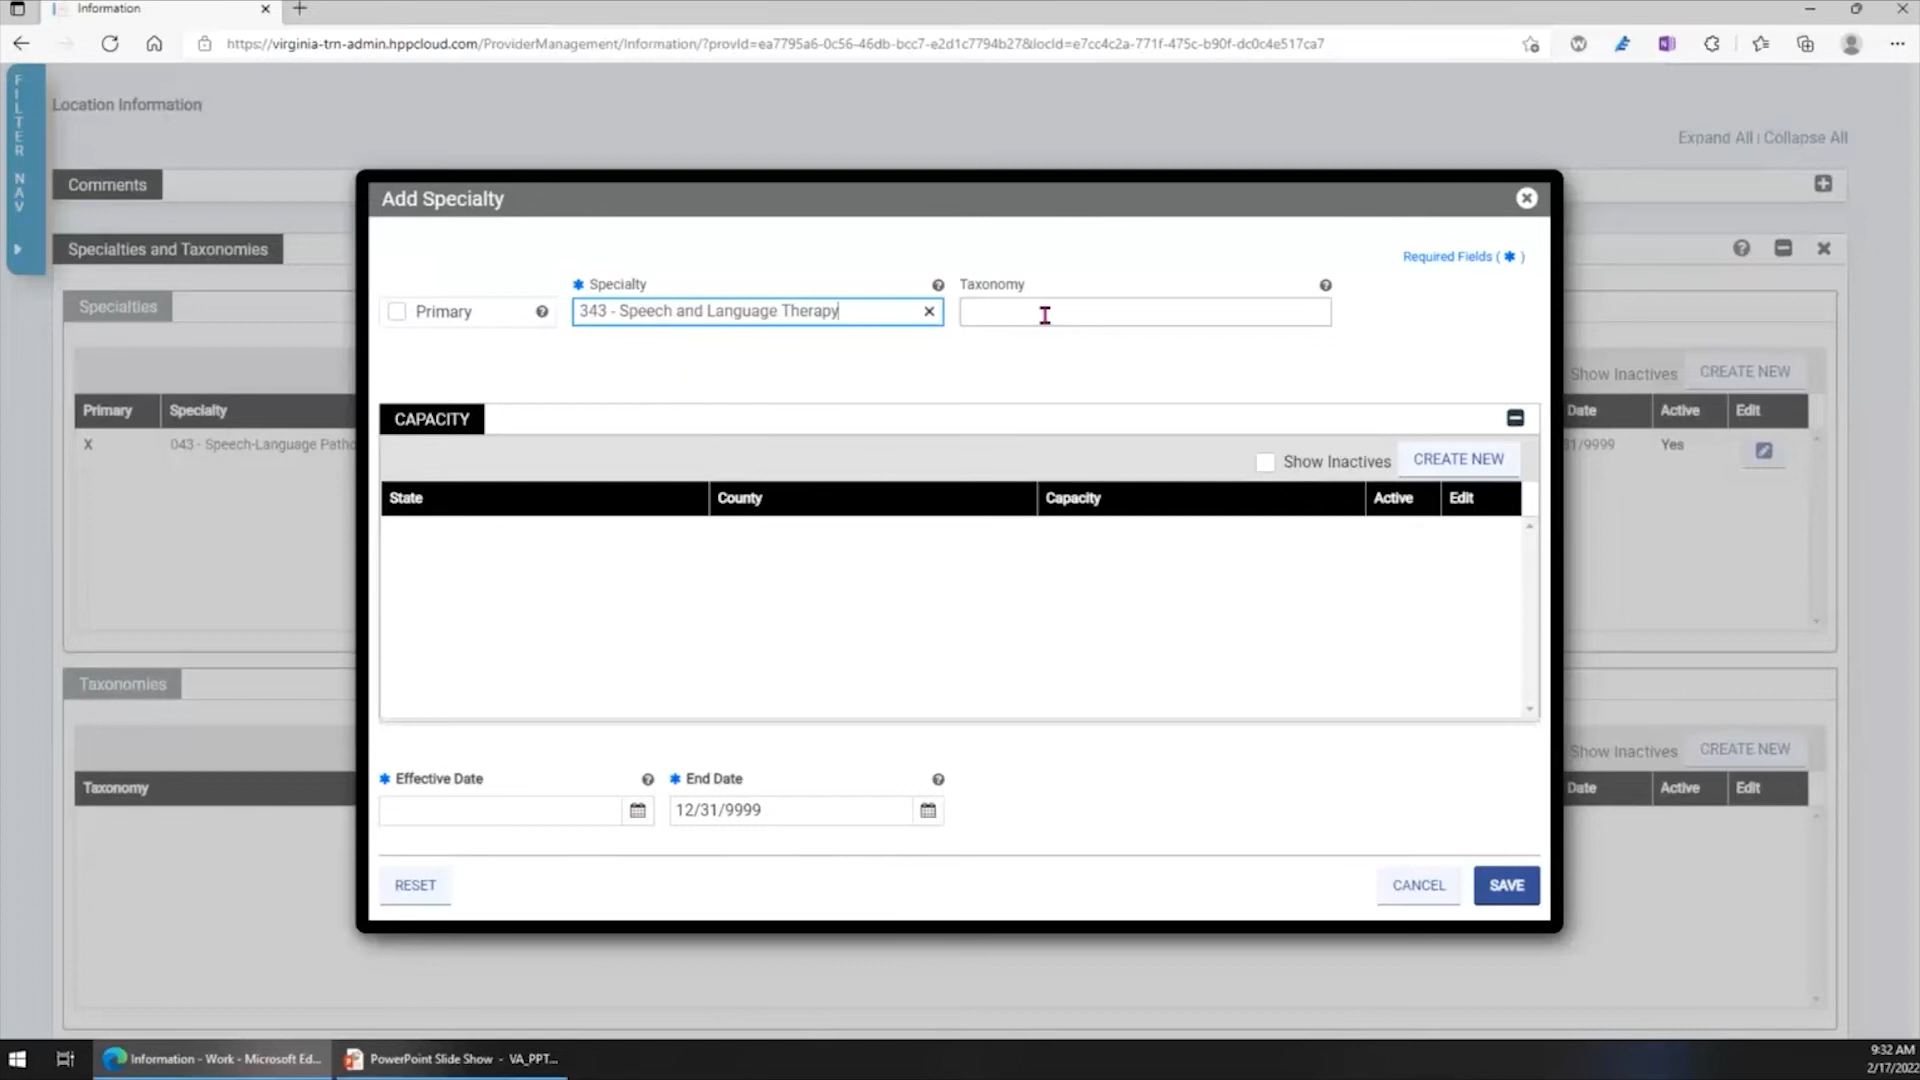 Information
https://virginia-trn-admin.hppcloud.com/ProviderManagement/Information/?provId=ea7795a6-0c56-46db-bcc7-e2d1c7794b27&locId=e7cc4c2a-771f-475c-b90f-dc0c4e517ca7
FILTER NAV
Location Information
Expand All | Collapse All
Comments
Add Specialty
Specialties and Taxonomies
Required Fields ( * )
Specialties
* Specialty
Taxonomy
Primary
343 - Speech and Language Therapy
Show Inactives
CREATE NEW
Primary
Specialty
Date
Active
Edit
X
043 - Speech-Language Patho
31/9999
Yes
CAPACITY
Show Inactives
CREATE NEW
State
County
Capacity
Active
Edit
Taxonomies
Show Inactives
CREATE NEW
Taxonomy
Date
Active
Edit
* Effective Date
* End Date
12/31/9999
RESET
CANCEL
SAVE
Information - Work - Microsoft Ed...
PowerPoint Slide Show - VA_PPT...
9:32 AM
2/17/2022